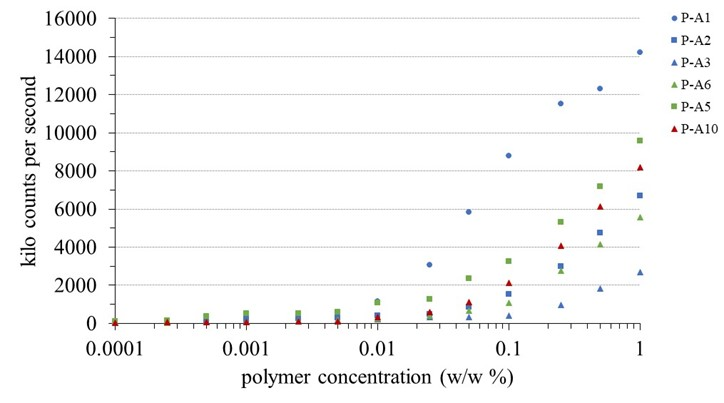 16000
14000
12000
10000
8000
6000
4000
2000
0
kilo counts per second
0.0001
0.001
0.01
0.1
1
polymer concentration (w/w %)
P-A1
P-A2
P-A3
P-A6
P-A5
P-A10